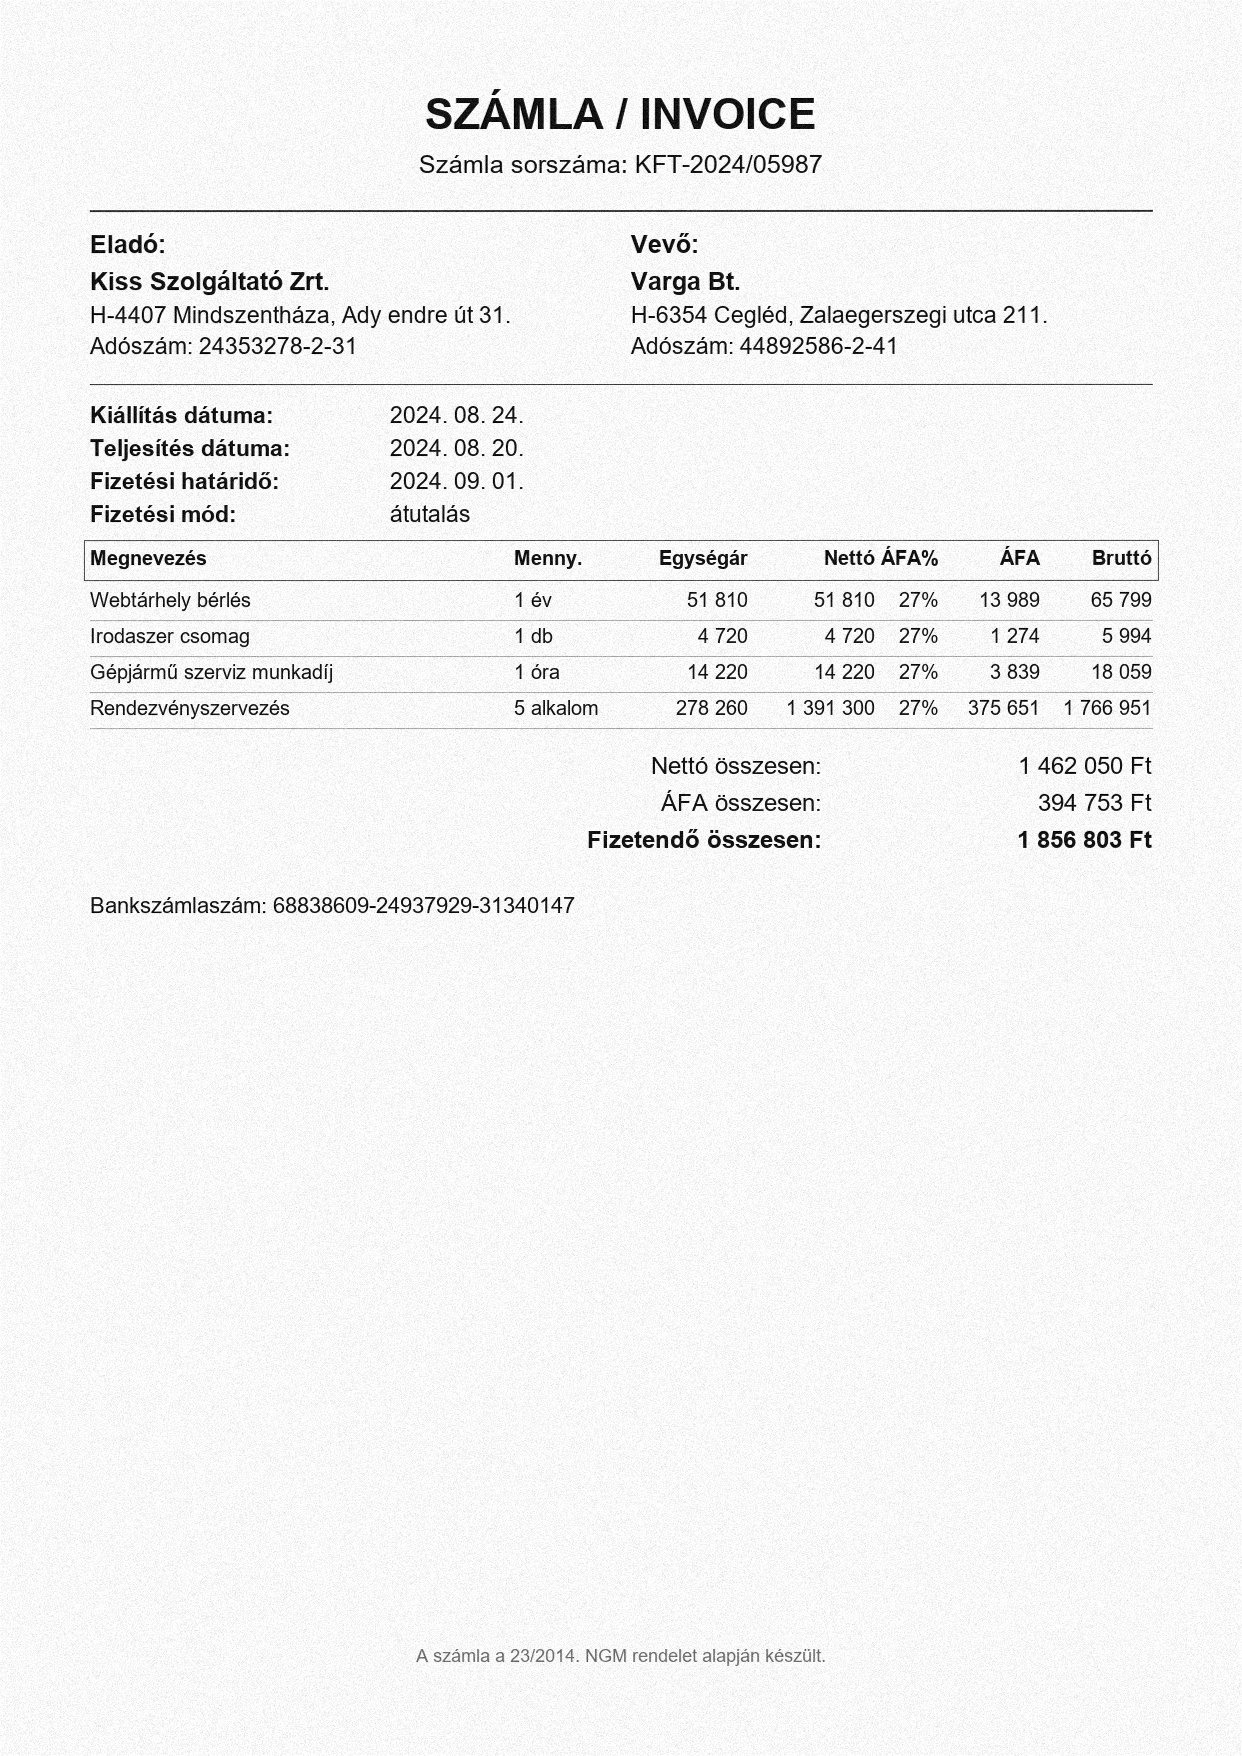 SZÁMLA / INVOICE
Számla sorszáma: KFT-2024/05987
Eladó:
Kiss Szolgáltató Zrt.
H-4407 Mindszentháza, Ady endre út 31.
Adószám: 24353278-2-31
Vevő:
Varga Bt.
H-6354 Cegléd, Zalaegerszegi utca 211.
Adószám: 44892586-2-41
Kiállítás dátuma: 2024. 08. 24.
Teljesítés dátuma: 2024. 08. 20.
Fizetési határidő: 2024. 09. 01.
Fizetési mód: átutalás
Megnevezés Menny. Egységár Nettó ÁFA% ÁFA Bruttó
Webtárhely bérlés 1 év 51 810 51 810 27% 13 989 65 799
Irodaszer csomag 1 db 4 720 4 720 27% 1 274 5 994
Gépjármű szerviz munkadíj 1 óra 14 220 14 220 27% 3 839 18 059
Rendezvényszervezés 5 alkalom 278 260 1 391 300 27% 375 651 1 766 951
Nettó összesen: 1 462 050 Ft
ÁFA összesen: 394 753 Ft
Fizetendő összesen: 1 856 803 Ft
Bankszámlaszám: 68838609-24937929-31340147
A számla a 23/2014. NGM rendelet alapján készült.